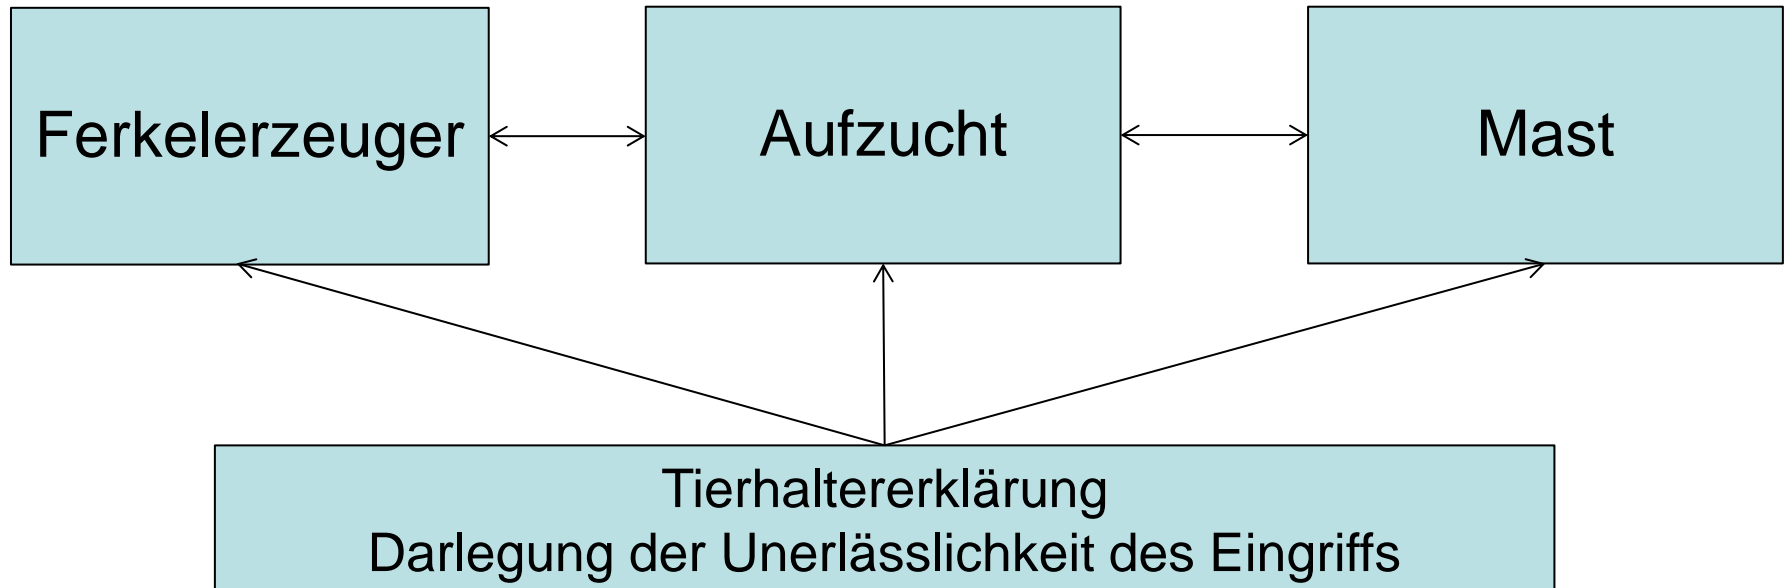 Ferkelerzeuger
Aufzucht
Mast
Tierhaltererklärung
Darlegung der Unerlässlichkeit des Eingriffs